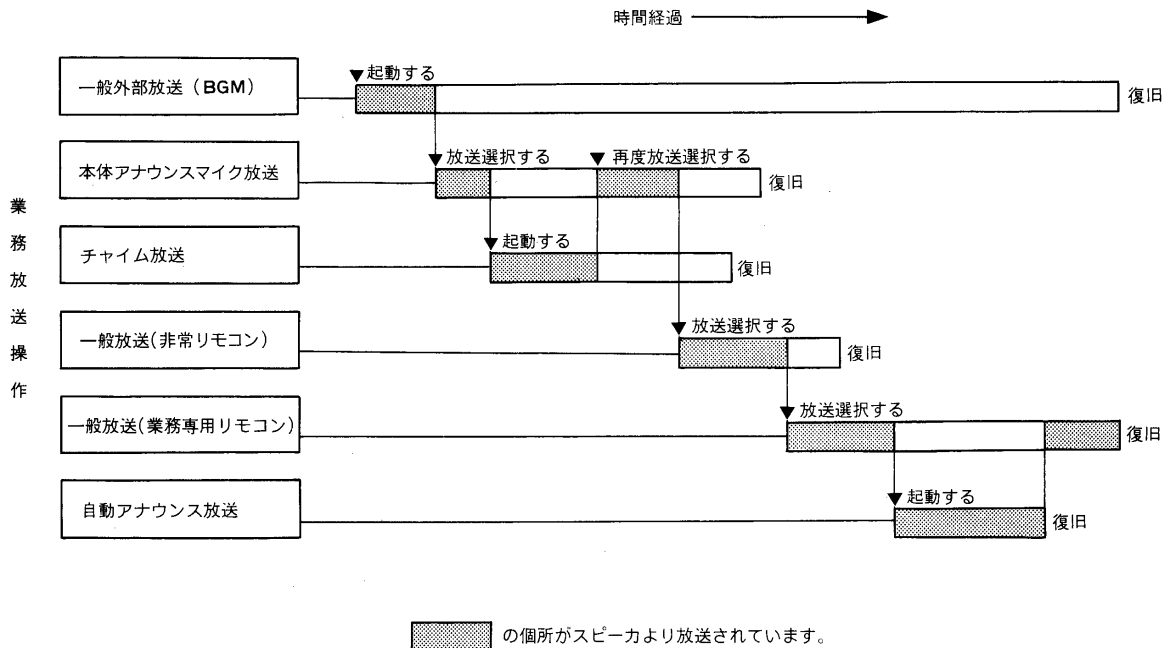 時間経過
一般外部放送(BGM)
起動する
復旧
本体アナウンスマイク放送
放送選択する
再度放送選択する
復旧
チャイム放送
起動する
復旧
一般放送(非常リモコン)
放送選択する
復旧
一般放送(業務専用リモコン)
放送選択する
復旧
自動アナウンス放送
起動する
復旧
業務放送操作
の個所がスピーカより放送されています。